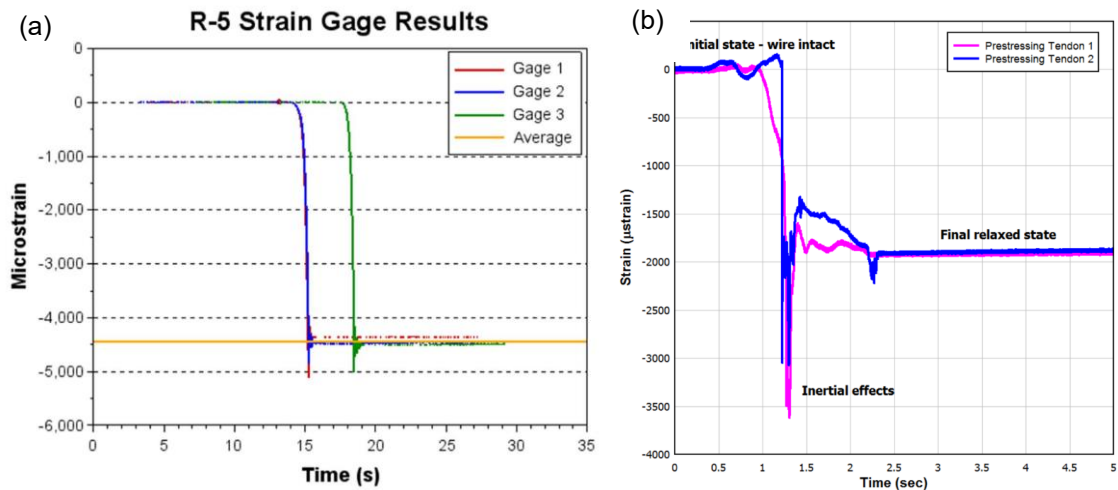 (a)
R-5 Strain Gage Results
0
0
-1,000
-2,000
-3,000
-4,000
-5,000
-6,000
Microstrain
Gage 1
Gage 2
Gage 3
Average
0 5 10 15 20 25 30 35
Time (s)
(b)
nitial state - wire intact
Prestressing Tendon 1
Prestressing Tendon 2
0
-500
-1000
-1500
-2000
-2500
-3000
-3500
-4000
Strain (µstrain)
Final relaxed state
Inertial effects
0 0.5 1 1.5 2 2.5 3 3.5 4 4.5 5
Time (sec)